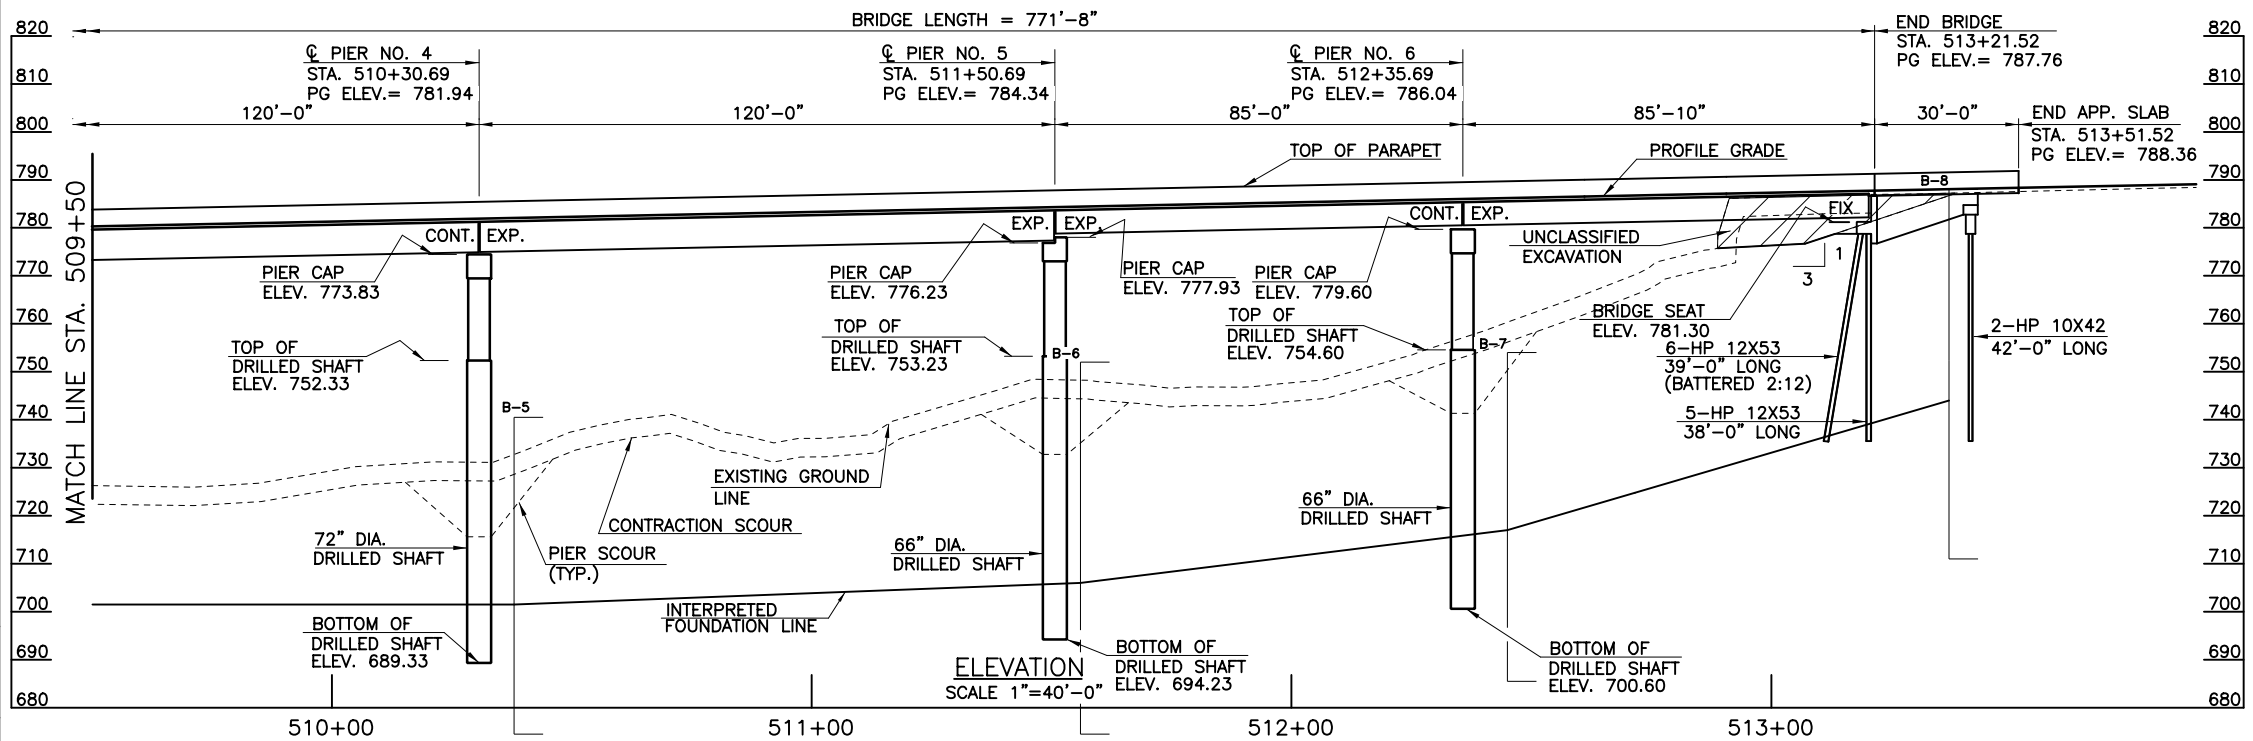 BRIDGE LENGTH = 771'-8"
END BRIDGE
STA. 513+21.52
PG ELEV.= 787.76
℄ PIER NO. 4
STA. 510+30.69
PG ELEV.= 781.94
℄ PIER NO. 5
STA. 511+50.69
PG ELEV.= 784.34
℄ PIER NO. 6
STA. 512+35.69
PG ELEV.= 786.04
120'-0"
120'-0"
85'-0"
85'-10"
30'-0"
END APP. SLAB
STA. 513+51.52
PG ELEV.= 788.36
820
810
800
790
780
770
760
750
740
730
720
710
700
690
680
820
810
800
790
780
770
760
750
740
730
720
710
700
690
680
MATCH LINE STA. 509+50
TOP OF PARAPET
PROFILE GRADE
B-8
CONT.
EXP.
EXP.
EXP.
CONT.
EXP.
FIX
UNCLASSIFIED
EXCAVATION
1
3
PIER CAP
ELEV. 773.83
PIER CAP
ELEV. 776.23
PIER CAP
ELEV. 777.93
PIER CAP
ELEV. 779.60
BRIDGE SEAT
ELEV. 781.30
TOP OF
DRILLED SHAFT
ELEV. 752.33
TOP OF
DRILLED SHAFT
ELEV. 753.23
B-6
TOP OF
DRILLED SHAFT
ELEV. 754.60
B-7
6-HP 12X53
39'-0" LONG
(BATTERED 2:12)
2-HP 10X42
42'-0" LONG
5-HP 12X53
38'-0" LONG
B-5
EXISTING GROUND
LINE
CONTRACTION SCOUR
PIER SCOUR
(TYP.)
72" DIA.
DRILLED SHAFT
66" DIA.
DRILLED SHAFT
66" DIA.
DRILLED SHAFT
INTERPRETED
FOUNDATION LINE
BOTTOM OF
DRILLED SHAFT
ELEV. 689.33
BOTTOM OF
DRILLED SHAFT
ELEV. 694.23
BOTTOM OF
DRILLED SHAFT
ELEV. 700.60
ELEVATION
SCALE 1"=40'-0"
510+00
511+00
512+00
513+00